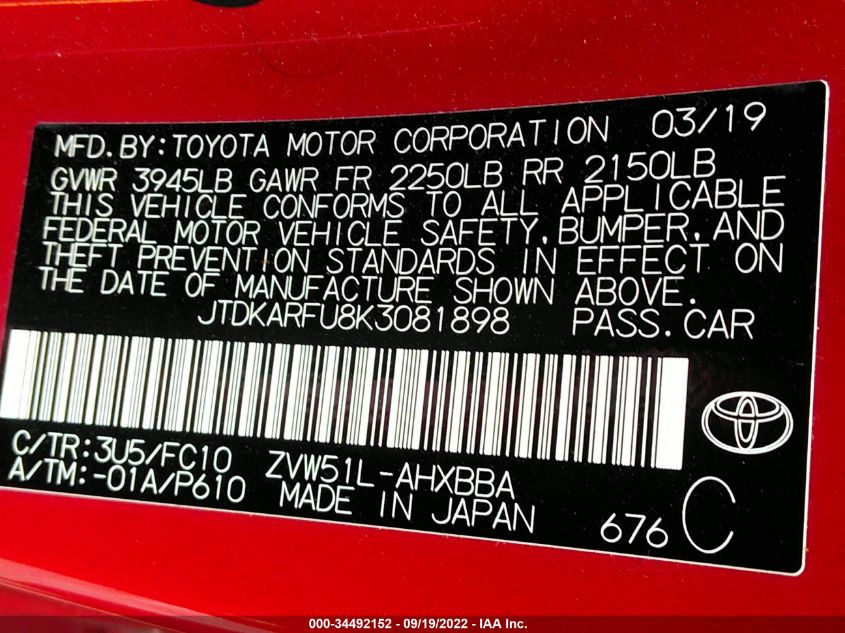 MFD. BY: TOYOTA MOTOR CORPORATION 03/19
GVWR 3945LB GAWR FR 2250LB RR 2150LB
THIS VEHICLE CONFORMS TO ALL APPLICABLE
FEDERAL MOTOR VEHICLE SAFETY, BUMPER, AND
THEFT PREVENTION STANDARDS IN EFFECT ON
THE DATE OF MANUFACTURE SHOWN ABOVE.
JTDKARFU8K3081898 PASS. CAR
C/TR: 3U5/FC10 ZVW51L-AHXBBA
A/TM: -01A/P610 MADE IN JAPAN 676 C
000-34492152 - 09/19/2022 - IAA Inc.